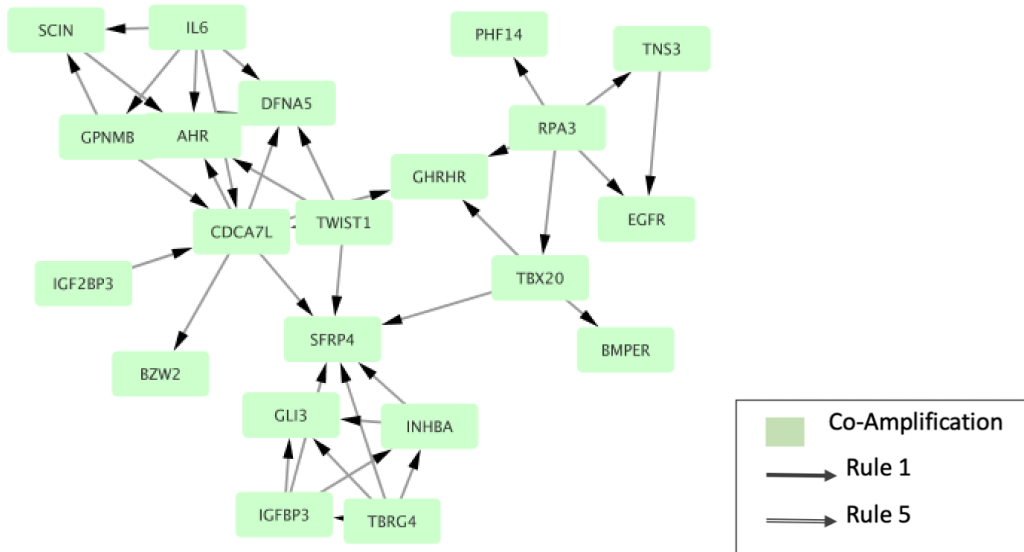 SCIN
IL6
PHF14
TNS3
DFNA5
GPNMB
AHR
RPA3
GHRHR
CDCA7L
TWIST1
EGFR
IGF2BP3
TBX20
SFRP4
BMPER
BZW2
GLI3
INHBA
IGFBP3
TBRG4
Co-Amplification
Rule 1
Rule 5